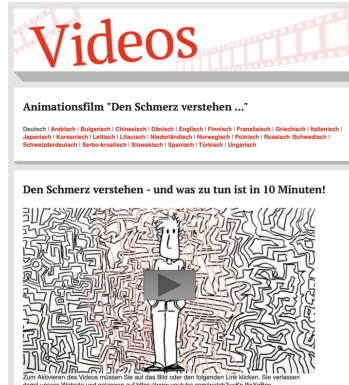 Videos
Animationsfilm "Den Schmerz verstehen ..."
Deutsch | Arabisch | Bulgarisch | Chinesisch | Dänisch | Englisch | Finnisch | Französisch | Griechisch | Italienisch |
Japanisch | Koreanisch | Lettisch | Litauisch | Niederländisch | Norwegisch | Polnisch | Russisch |Schwedisch |
Schweizderdeutsch | Serbo-kroatisch | Slowakisch | Spanisch | Türkisch | Ungarisch
Den Schmerz verstehen - und was zu tun ist in 10 Minuten!
Zum Aktivieren des Videos müssen Sie auf das Bild oder den folgenden Link klicken. Sie verlassen